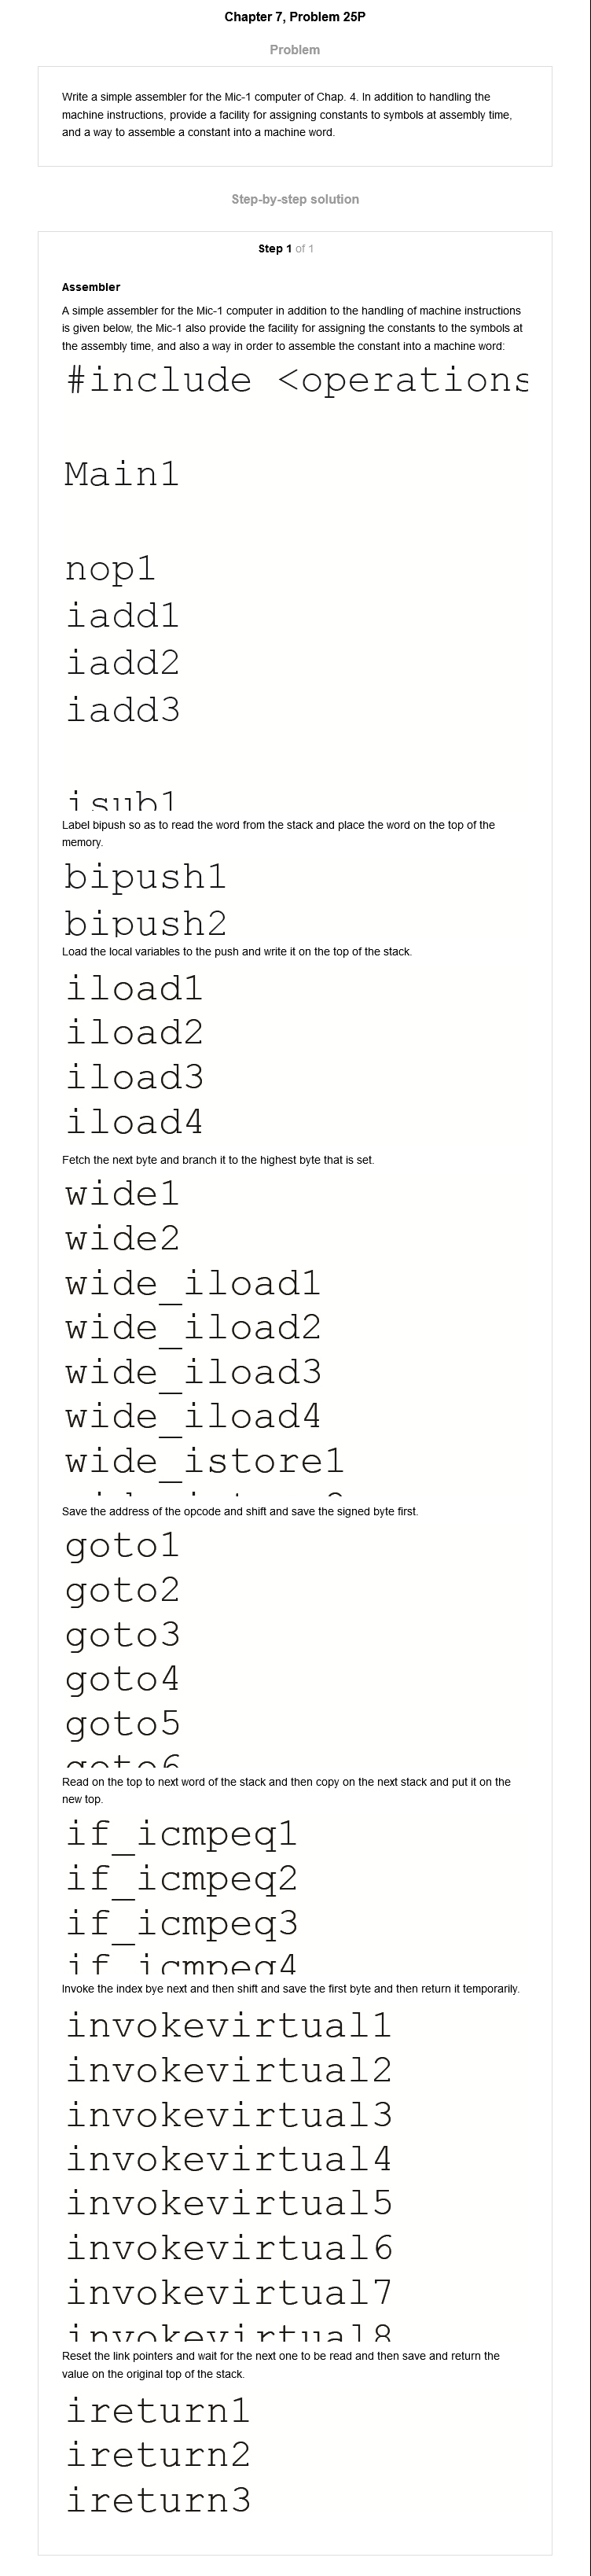 Chapter 7, Problem 25P
Problem
Write a simple assembler for the Mic-1 computer of Chap. 4. In addition to handling the
machine instructions, provide a facility for assigning constants to symbols at assembly time,
and a way to assemble a constant into a machine word.
Step-by-step solution
Step 1 of 1
Assembler
A simple assembler for the Mic-1 computer in addition to the handling of machine instructions
is given below, the Mic-1 also provide the facility for assigning the constants to the symbols at
the assembly time, and also a way in order to assemble the constant into a machine word:
#include <operations
Main1
nop1
iadd1
iadd2
iadd3
isub1
Label bipush so as to read the word from the stack and place the word on the top of the
memory.
bipush1
bipush2
Load the local variables to the push and write it on the top of the stack.
iload1
iload2
iload3
iload4
Fetch the next byte and branch it to the highest byte that is set.
wide1
wide2
wide_iload1
wide_iload2
wide_iload3
wide_iload4
wide_istore1
Save the address of the opcode and shift and save the signed byte first.
goto1
goto2
goto3
goto4
goto5
goto6
Read on the top to next word of the stack and then copy on the next stack and put it on the
new top.
if_icmpeq1
if_icmpeq2
if_icmpeq3
if_icmpeq4
Invoke the index bye next and then shift and save the first byte and then return it temporarily.
invokevirtual1
invokevirtual2
invokevirtual3
invokevirtual4
invokevirtual5
invokevirtual6
invokevirtual7
invokevirtual8
Reset the link pointers and wait for the next one to be read and then save and return the
value on the original top of the stack.
ireturn1
ireturn2
ireturn3